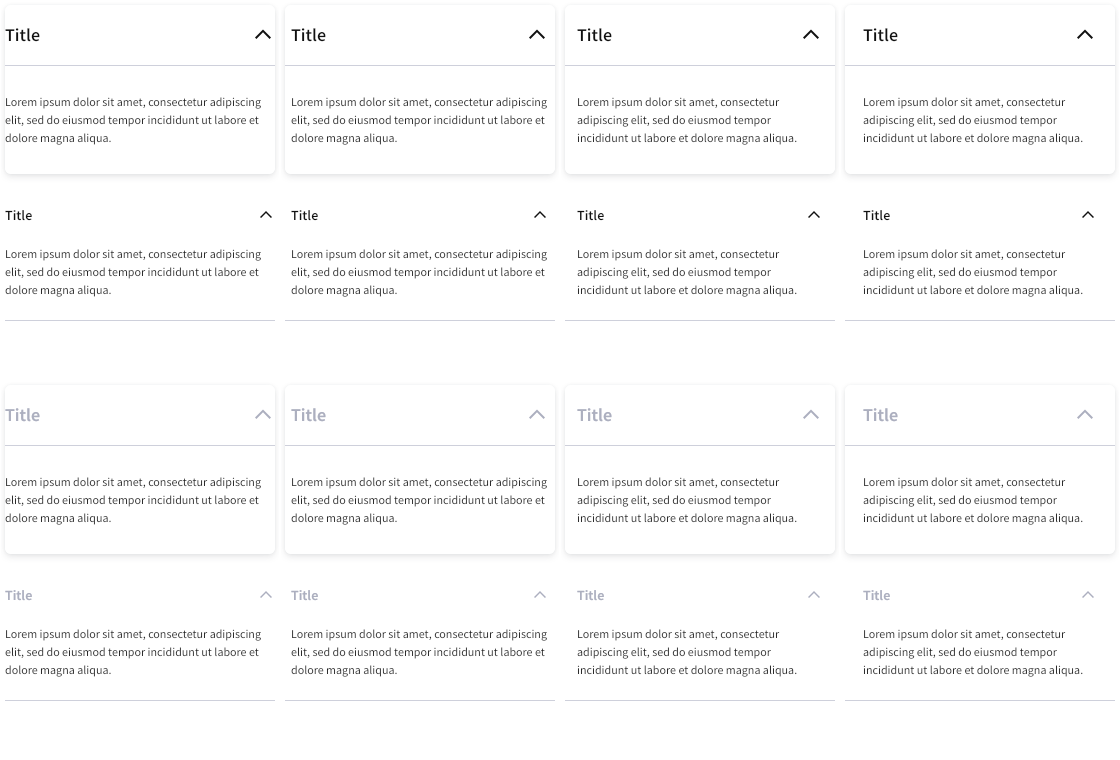 Title
Title
Title
Title
Lorem ipsum dolor sit amet, consectetur adipiscing
elit, sed do eiusmod tempor incididunt ut labore et
dolore magna aliqua.
Lorem ipsum dolor sit amet, consectetur adipiscing
elit, sed do eiusmod tempor incididunt ut labore et
dolore magna aliqua.
Lorem ipsum dolor sit amet, consectetur
adipiscing elit, sed do eiusmod tempor
incididunt ut labore et dolore magna aliqua.
Lorem ipsum dolor sit amet, consectetur
adipiscing elit, sed do eiusmod tempor
incididunt ut labore et dolore magna aliqua.
Title
Title
Title
Title
Lorem ipsum dolor sit amet, consectetur adipiscing
elit, sed do eiusmod tempor incididunt ut labore et
dolore magna aliqua.
Lorem ipsum dolor sit amet, consectetur adipiscing
elit, sed do eiusmod tempor incididunt ut labore et
dolore magna aliqua.
Lorem ipsum dolor sit amet, consectetur
adipiscing elit, sed do eiusmod tempor
incididunt ut labore et dolore magna aliqua.
Lorem ipsum dolor sit amet, consectetur
adipiscing elit, sed do eiusmod tempor
incididunt ut labore et dolore magna aliqua.
Title
Title
Title
Title
Lorem ipsum dolor sit amet, consectetur adipiscing
elit, sed do eiusmod tempor incididunt ut labore et
dolore magna aliqua.
Lorem ipsum dolor sit amet, consectetur adipiscing
elit, sed do eiusmod tempor incididunt ut labore et
dolore magna aliqua.
Lorem ipsum dolor sit amet, consectetur
adipiscing elit, sed do eiusmod tempor
incididunt ut labore et dolore magna aliqua.
Lorem ipsum dolor sit amet, consectetur
adipiscing elit, sed do eiusmod tempor
incididunt ut labore et dolore magna aliqua.
Title
Title
Title
Title
Lorem ipsum dolor sit amet, consectetur adipiscing
elit, sed do eiusmod tempor incididunt ut labore et
dolore magna aliqua.
Lorem ipsum dolor sit amet, consectetur adipiscing
elit, sed do eiusmod tempor incididunt ut labore et
dolore magna aliqua.
Lorem ipsum dolor sit amet, consectetur
adipiscing elit, sed do eiusmod tempor
incididunt ut labore et dolore magna aliqua.
Lorem ipsum dolor sit amet, consectetur
adipiscing elit, sed do eiusmod tempor
incididunt ut labore et dolore magna aliqua.